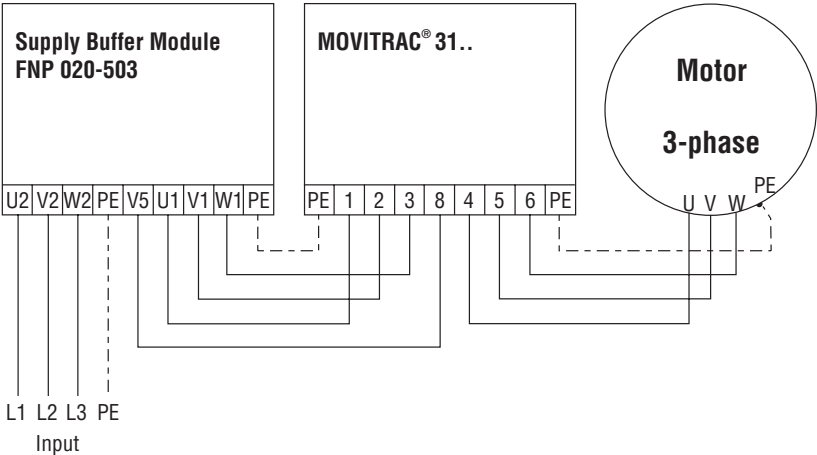 Supply Buffer Module
FNP 020-503
MOVITRAC® 31..
Motor
3-phase
U2 V2 W2 PE V5 U1 V1 W1 PE
PE 1 2 3 8 4 5 6 PE
U V W PE
L1 L2 L3 PE
Input